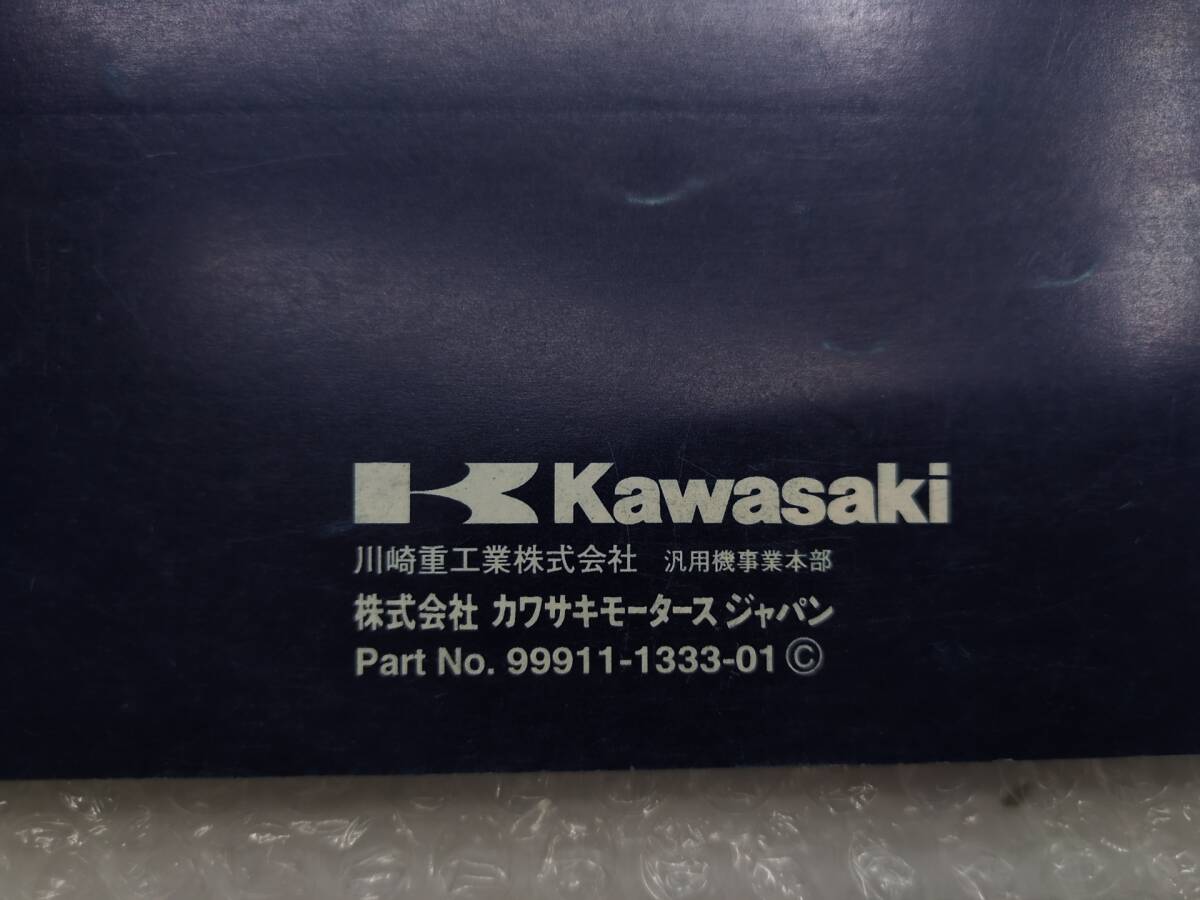 Kawasaki
川崎重工業株式会社 汎用機事業本部
株式会社 カワサキモータース ジャパン
Part No. 99911-1333-01 ©